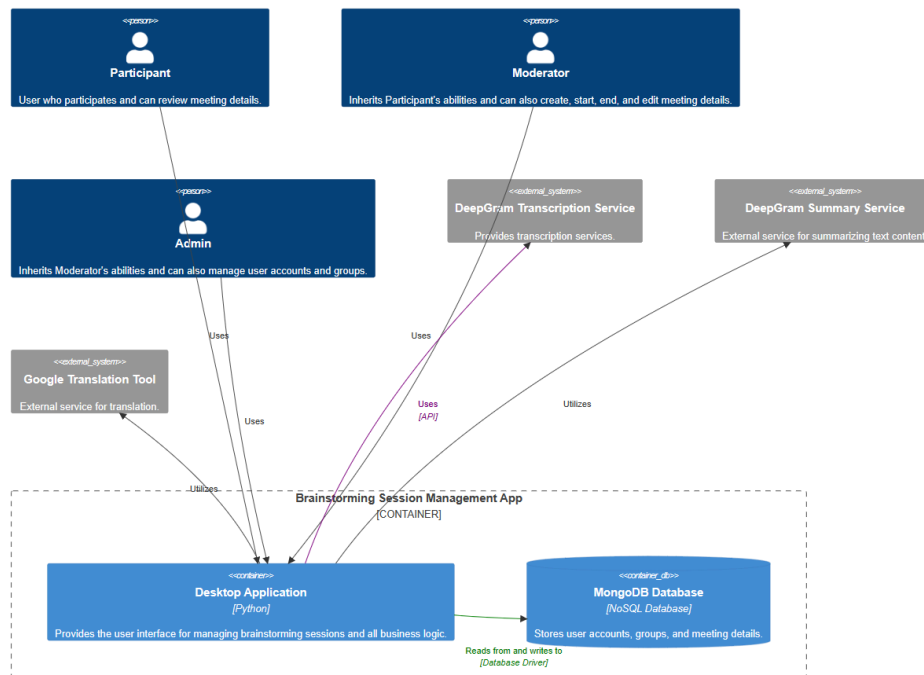 <<person>>
Participant
User who participates and can review meeting details.
<<person>>
Moderator
Inherits Participant's abilities and can also create, start, end, and edit meeting details.
<<person>>
Admin
Inherits Moderator's abilities and can also manage user accounts and groups.
<<external_system>>
DeepGram Transcription Service
Provides transcription services.
<<external_system>>
DeepGram Summary Service
External service for summarizing text content
Uses
Uses
<<external_system>>
Google Translation Tool
External service for translation.
Uses
[API]
Utilizes
Uses
Utilizes
Brainstorming Session Management App
[CONTAINER]
<<container>>
Desktop Application
[Python]
Provides the user interface for managing brainstorming sessions and all business logic.
<<container_db>>
MongoDB Database
[NoSQL Database]
Stores user accounts, groups, and meeting details.
Reads from and writes to
[Database Driver]